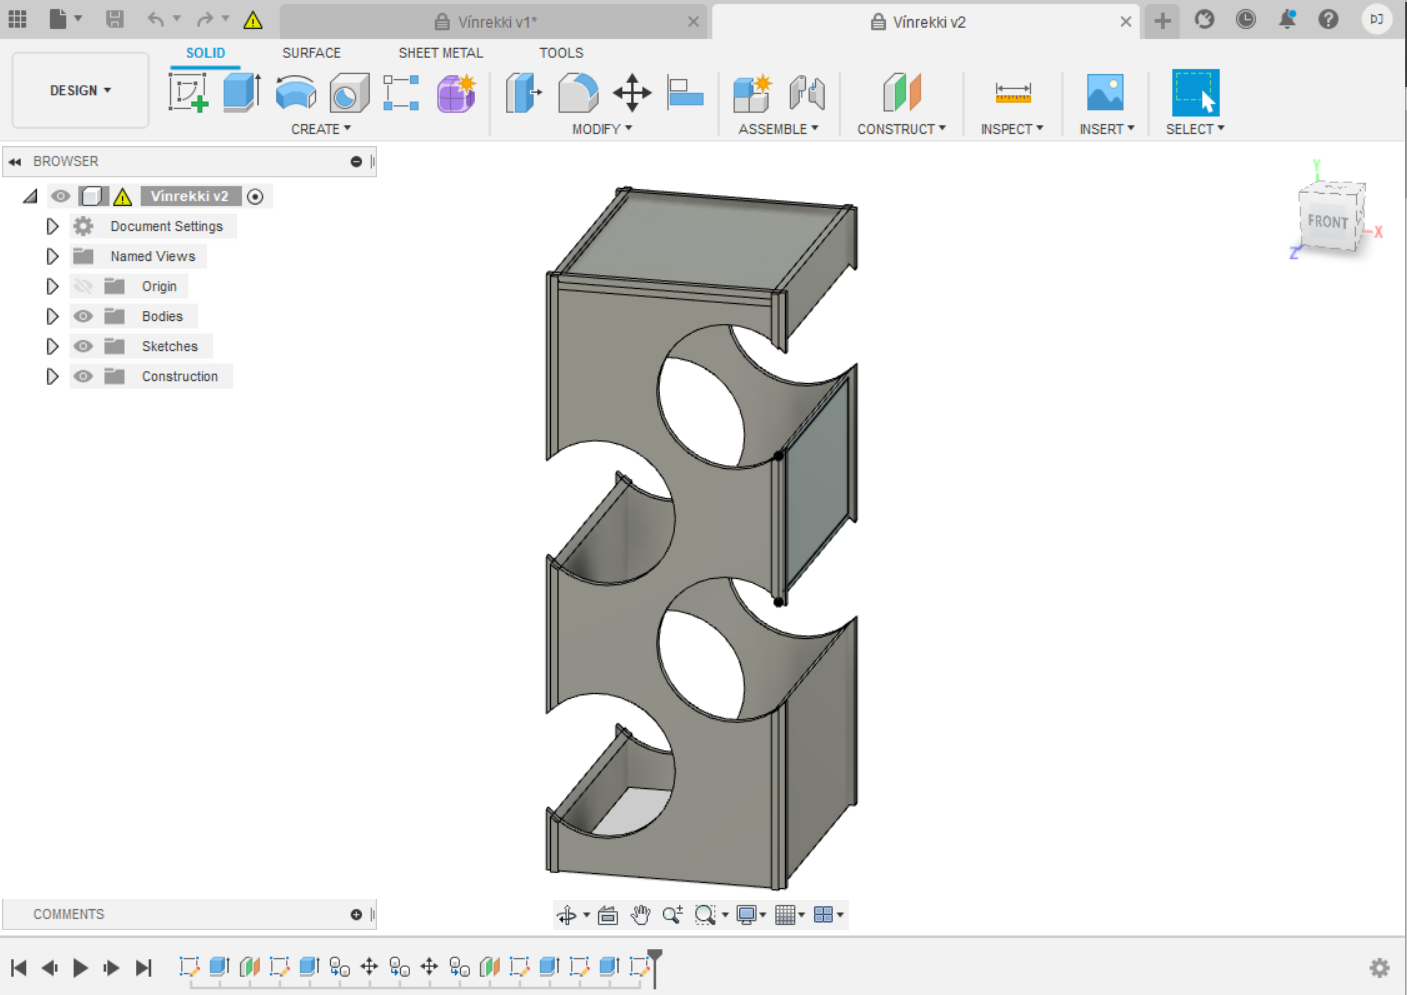 Vínrekki v1*
Vínrekki v2
ÞJ
SOLID
SURFACE
SHEET METAL
TOOLS
DESIGN
CREATE
MODIFY
ASSEMBLE
CONSTRUCT
INSPECT
INSERT
SELECT
BROWSER
Vínrekki v2
Document Settings
Named Views
Origin
Bodies
Sketches
Construction
Y
FRONT
X
Z
COMMENTS